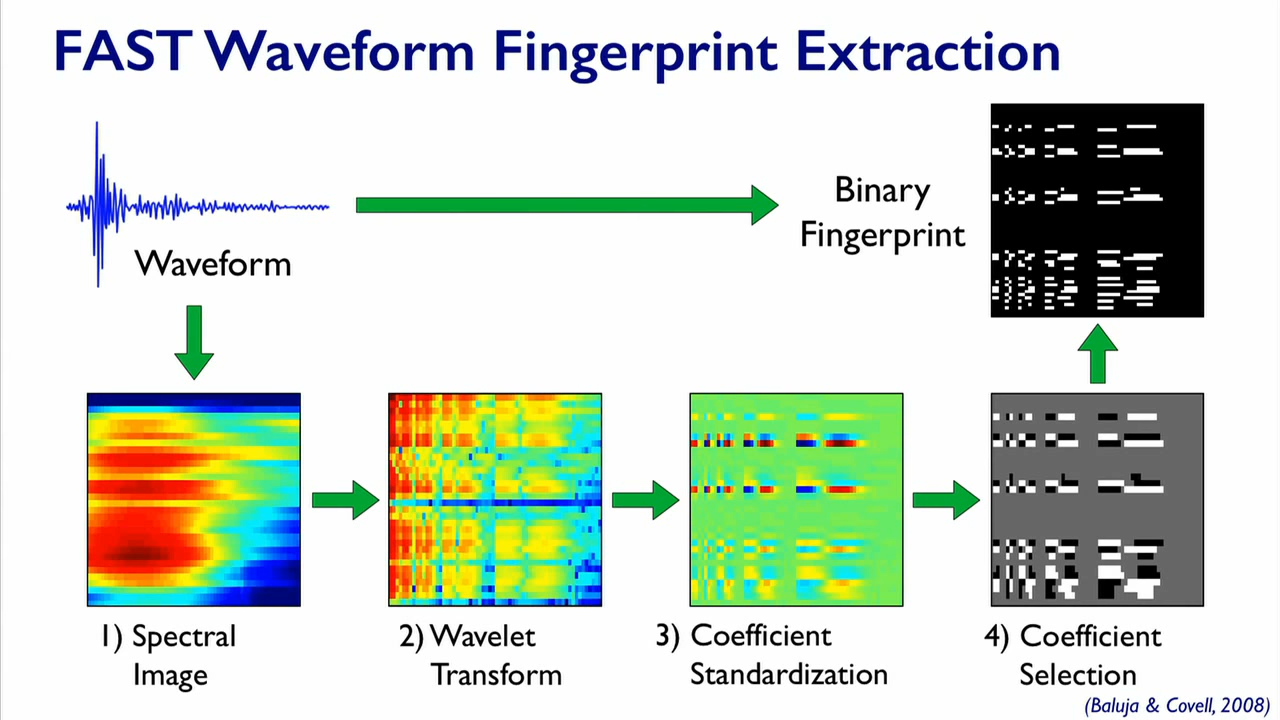 FAST Waveform Fingerprint Extraction
Waveform
Binary
Fingerprint
1) Spectral
Image
2) Wavelet
Transform
3) Coefficient
Standardization
4) Coefficient
Selection
(Baluja & Covell, 2008)